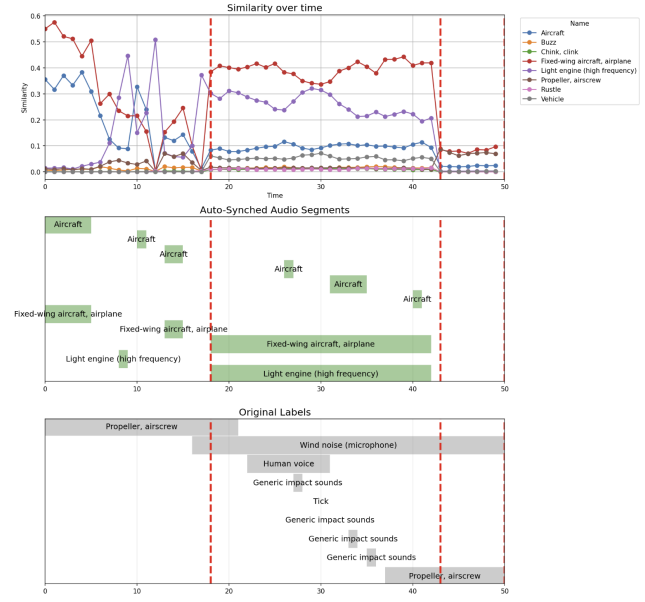 Similarity over time
0.6
0.5
0.4
0.3
0.2
0.1
0.0
Similarity
0 10 20 30 40 50
Time
Name
Aircraft
Buzz
Chink, clink
Fixed-wing aircraft, airplane
Light engine (high frequency)
Propeller, airscrew
Rustle
Vehicle
Auto-Synched Audio Segments
Aircraft
Aircraft
Aircraft
Aircraft
Aircraft
Aircraft
Fixed-wing aircraft, airplane
Fixed-wing aircraft, airplane
Fixed-wing aircraft, airplane
Light engine (high frequency)
Light engine (high frequency)
0 10 20 30 40 50
Original Labels
Propeller, airscrew
Wind noise (microphone)
Human voice
Generic impact sounds
Tick
Generic impact sounds
Generic impact sounds
Generic impact sounds
Propeller, airscrew
0 10 20 30 40 50